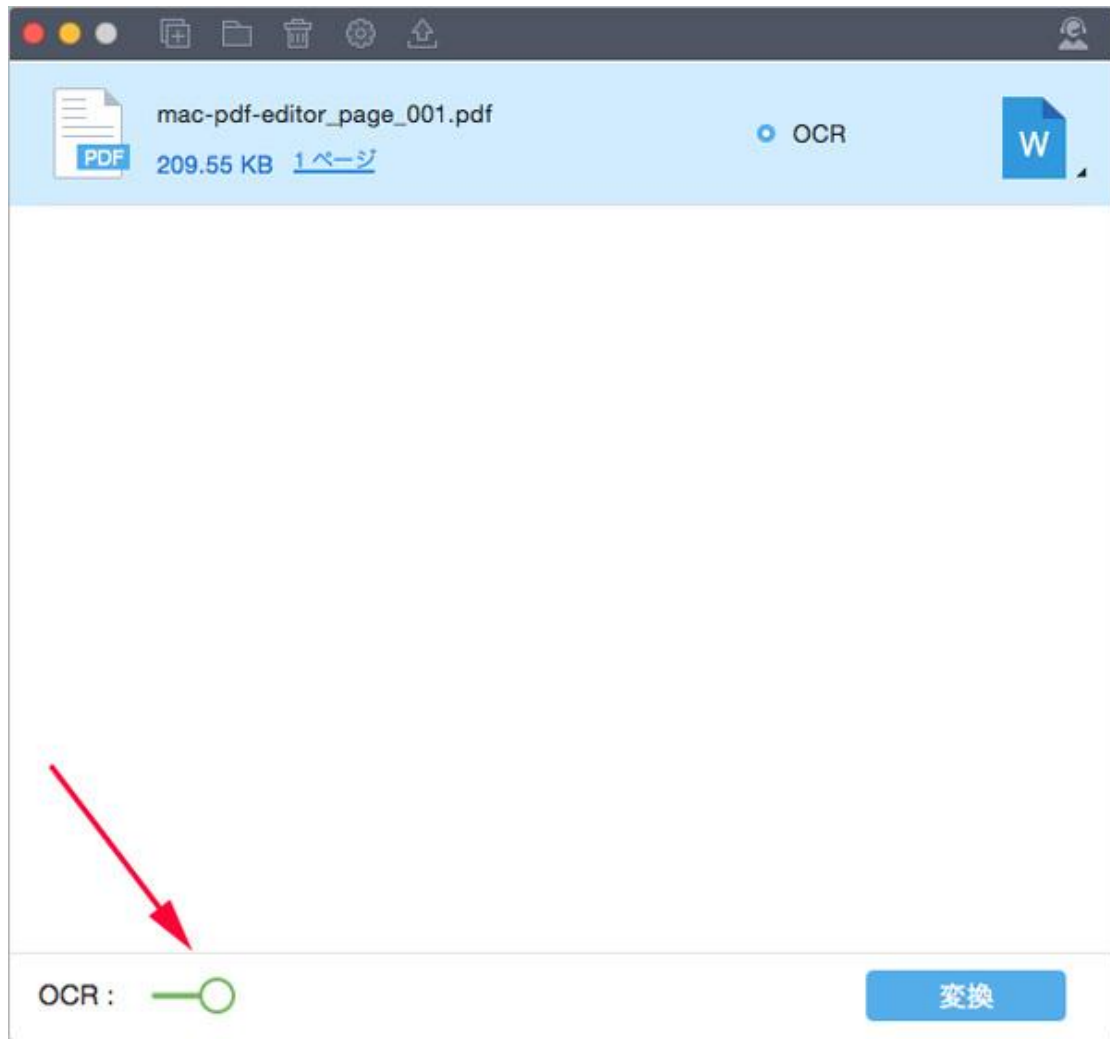 mac-pdf-editor_page_001.pdf
209.55 KB 1 ページ
PDF
OCR
W
OCR :
変換